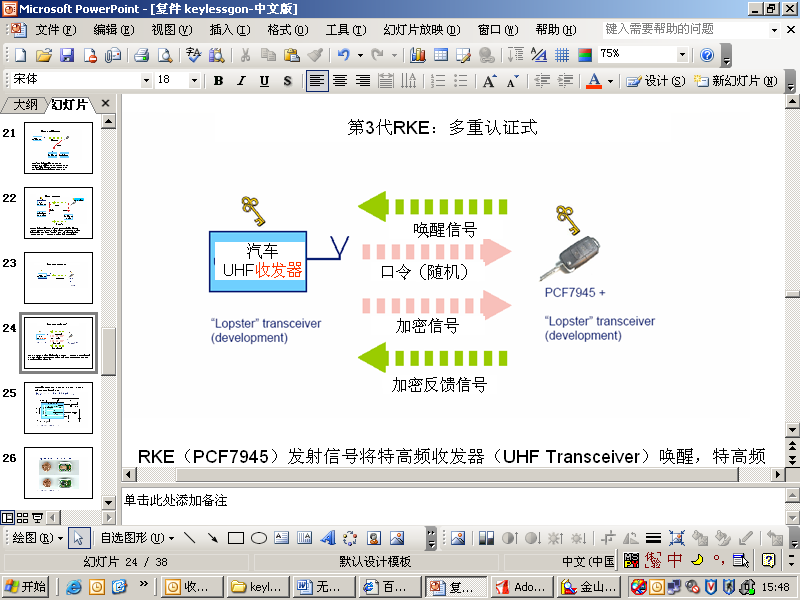 Microsoft PowerPoint - [复件 keylessgon-中文版]
文件(F) 编辑(E) 视图(V) 插入(I) 格式(O) 工具(T) 幻灯片放映(D) 窗口(W) 帮助(H) 键入需要帮助的问题
75%
宋体 18 B I U S A A A 设计(S) 新幻灯片(N)
大纲 幻灯片
21
22
23
24
25
26
第3代RKE：多重认证式
唤醒信号
汽车
UHF收发器
口令（随机）
PCF7945 +
加密信号
“Lopster” transceiver
(development)
“Lopster” transceiver
(development)
加密反馈信号
RKE（PCF7945）发射信号将特高频收发器（UHF Transceiver）唤醒，特高频
单击此处添加备注
绘图(R) 自选图形(U)
幻灯片 24 / 38 默认设计模板 中文(中国 中
开始 收... keyl... 无... 百... 复... Ado... 金山... 15:48